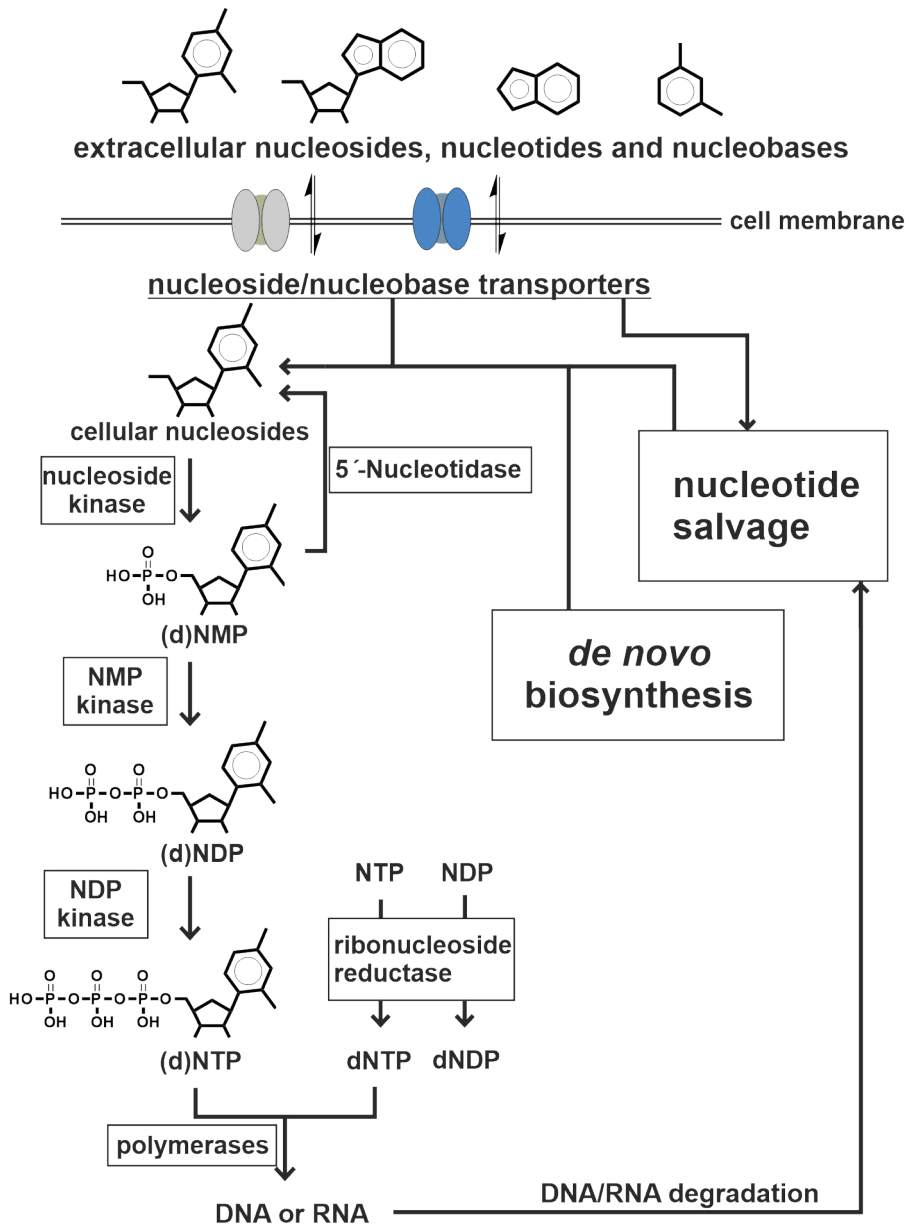 extracellular nucleosides, nucleotides and nucleobases
cell membrane
nucleoside/nucleobase transporters
cellular nucleosides
nucleoside
kinase
5´-Nucleotidase
nucleotide
salvage
O
HO P O
OH
(d)NMP
de novo
biosynthesis
NMP
kinase
O O
HO P O P O
OH OH
(d)NDP
NDP
kinase
NTP NDP
ribonucleoside
reductase
O O O
HO P O P O P O
OH OH OH
(d)NTP
dNTP dNDP
polymerases
DNA or RNA
DNA/RNA degradation